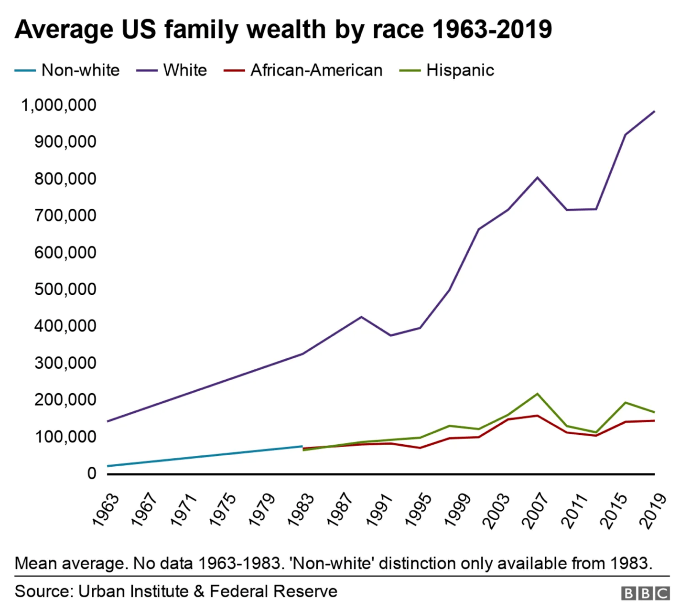 Average US family wealth by race 1963-2019
Non-white White African-American Hispanic
1,000,000
900,000
800,000
700,000
600,000
500,000
400,000
300,000
200,000
100,000
0
1963 1967 1971 1975 1979 1983 1987 1991 1995 1999 2003 2007 2011 2015 2019
Mean average. No data 1963-1983. 'Non-white' distinction only available from 1983.
Source: Urban Institute & Federal Reserve
BBC